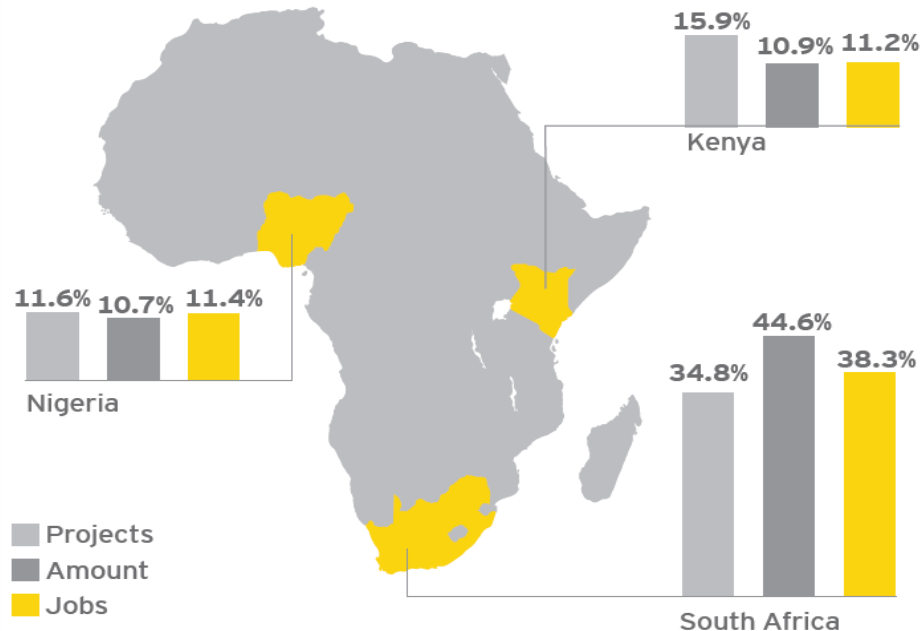 15.9% 10.9% 11.2%
Kenya
11.6% 10.7% 11.4%
Nigeria
34.8% 44.6% 38.3%
South Africa
Projects
Amount
Jobs